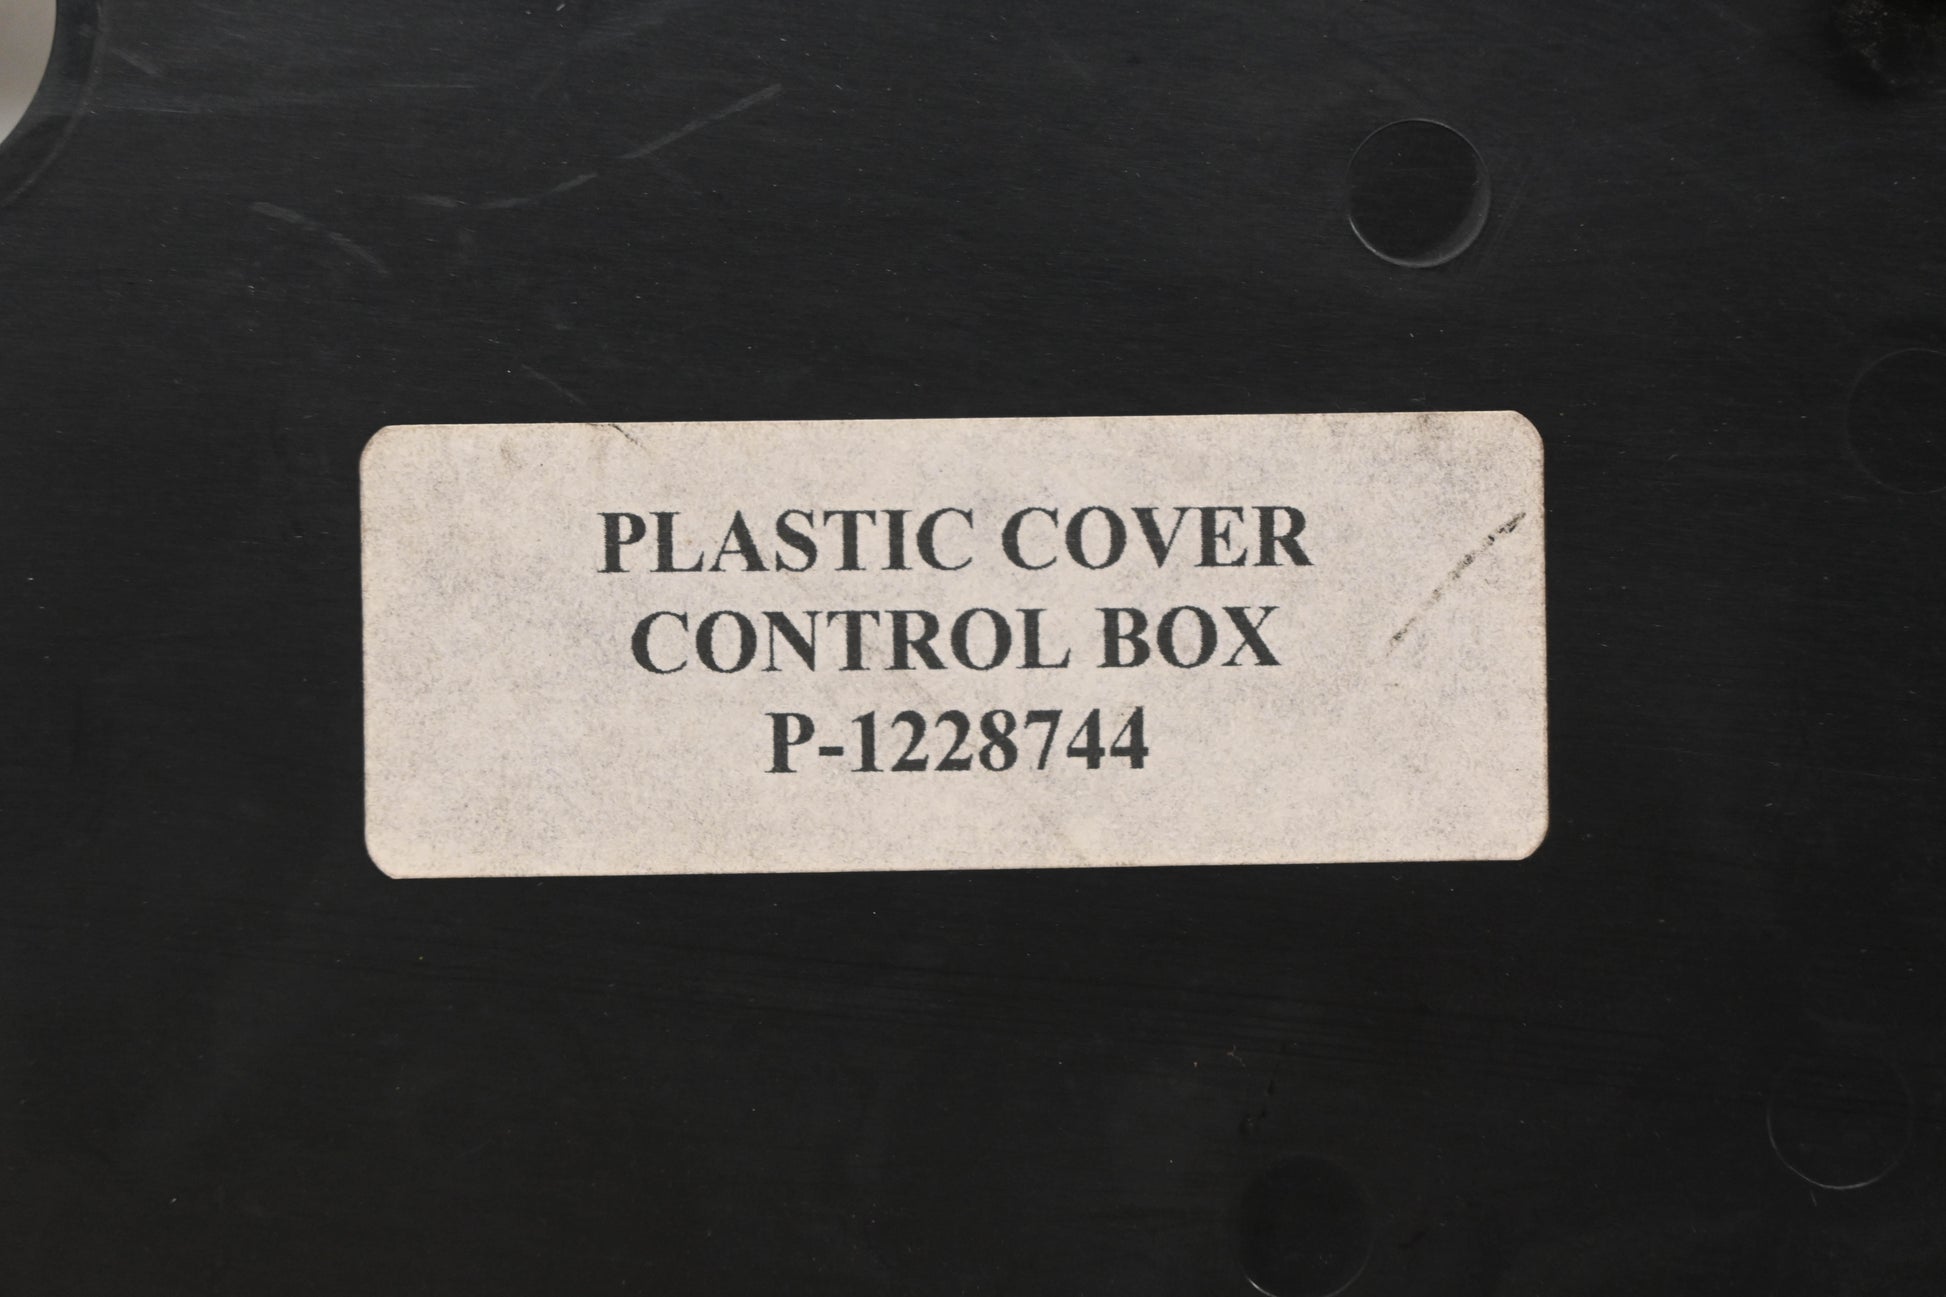 PLASTIC COVER
CONTROL BOX
P-1228744